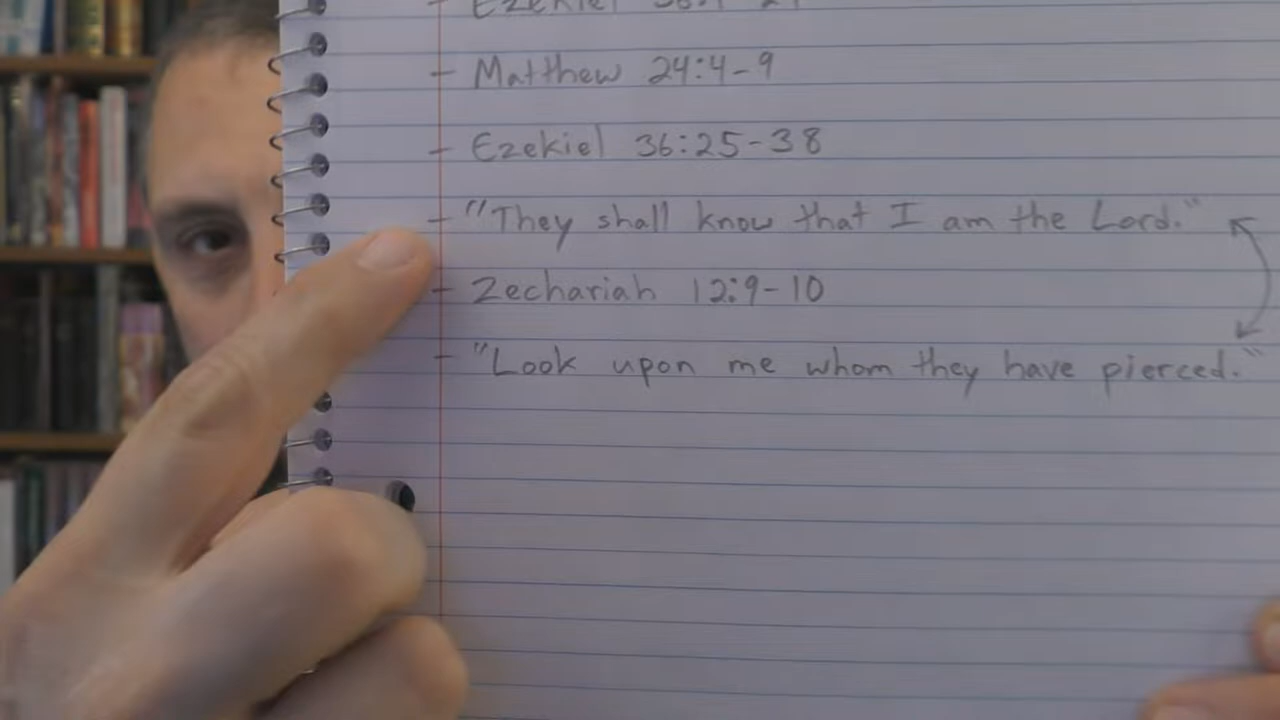 - Ezekiel
- Matthew 24:4-9
- Ezekiel 36:25-38
- "They shall know that I am the Lord."
- Zechariah 12:9-10
- "Look upon me whom they have pierced."